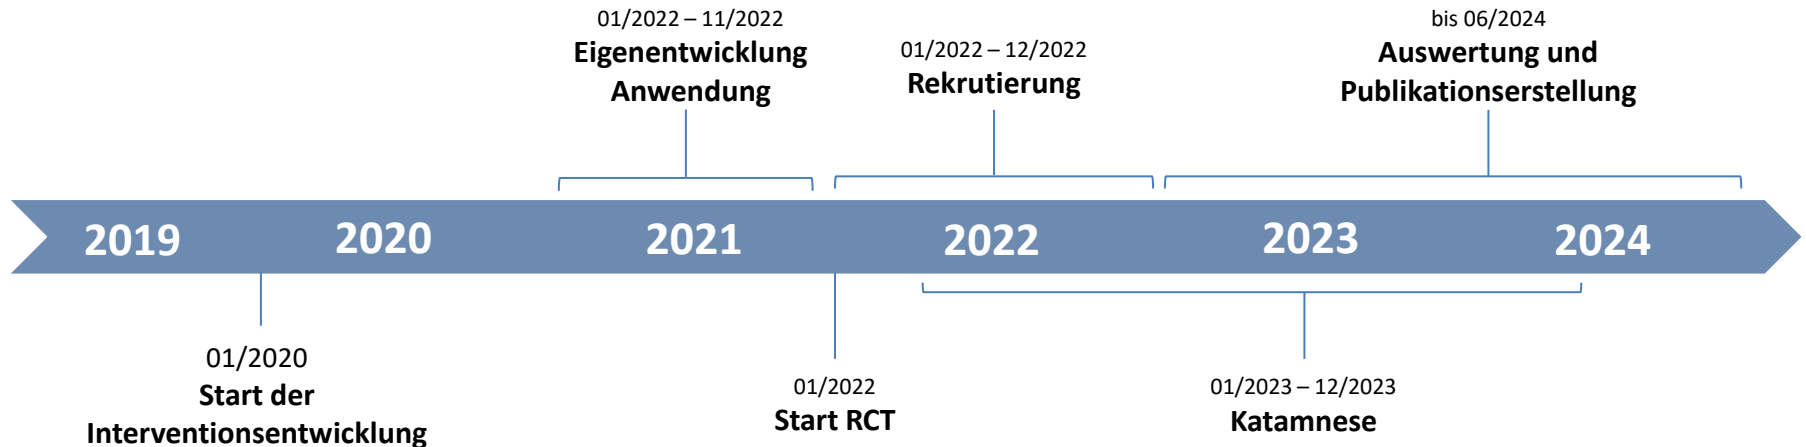 01/2022 – 11/2022
Eigenentwicklung
Anwendung
01/2022 – 12/2022
Rekrutierung
bis 06/2024
Auswertung und
Publikationserstellung
2019
2020
2021
2022
2023
2024
01/2020
Start der
Interventionsentwicklung
01/2022
Start RCT
01/2023 – 12/2023
Katamnese